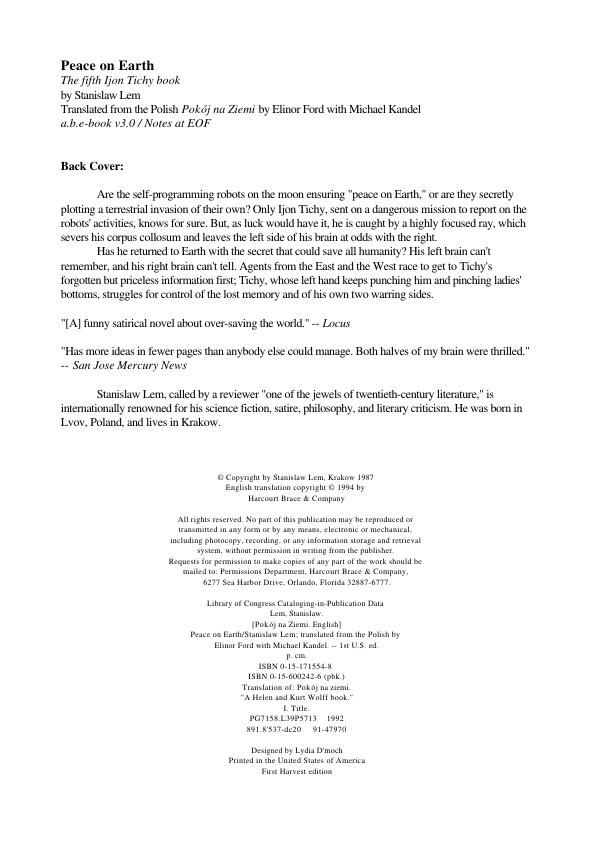 Peace on Earth
The fifth Ijon Tichy book
by Stanislaw Lem
Translated from the Polish Pokój na Ziemi by Elinor Ford with Michael Kandel
a.b.e-book v3.0 / Notes at EOF
Back Cover:
Are the self-programming robots on the moon ensuring "peace on Earth," or are they secretly
plotting a terrestrial invasion of their own? Only Ijon Tichy, sent on a dangerous mission to report on the
robots' activities, knows for sure. But, as luck would have it, he is caught by a highly focused ray, which
severs his corpus collosum and leaves the left side of his brain at odds with the right.
Has he returned to Earth with the secret that could save all humanity? His left brain can't
remember, and his right brain can't tell. Agents from the East and the West race to get to Tichy's
forgotten but priceless information first; Tichy, whose left hand keeps punching him and pinching ladies'
bottoms, struggles for control of the lost memory and of his own two warring sides.
"[A] funny satirical novel about over-saving the world." -- Locus
"Has more ideas in fewer pages than anybody else could manage. Both halves of my brain were thrilled."
-- San Jose Mercury News
Stanislaw Lem, called by a reviewer "one of the jewels of twentieth-century literature," is
internationally renowned for his science fiction, satire, philosophy, and literary criticism. He was born in
Lvov, Poland, and lives in Krakow.
© Copyright by Stanislaw Lem, Krakow 1987
English translation copyright © 1994 by
Harcourt Brace & Company
All rights reserved. No part of this publication may be reproduced or
transmitted in any form or by any means, electronic or mechanical,
including photocopy, recording, or any information storage and retrieval
system, without permission in writing from the publisher.
Requests for permission to make copies of any part of the work should be
mailed to: Permissions Department, Harcourt Brace & Company,
6277 Sea Harbor Drive, Orlando, Florida 32887-6777.
Library of Congress Cataloging-in-Publication Data
Lem, Stanislaw.
[Pokój na Ziemi. English]
Peace on Earth/Stanislaw Lem; translated from the Polish by
Elinor Ford with Michael Kandel. -- 1st U.S. ed.
p. cm.
ISBN 0-15-171554-8
ISBN 0-15-600242-6 (pbk.)
Translation of: Pokój na ziemi.
"A Helen and Kurt Wolff book."
I. Title.
PG7158.L39P5713 1992
891.8'537-dc20 91-47970
Designed by Lydia D'moch
Printed in the United States of America
First Harvest edition